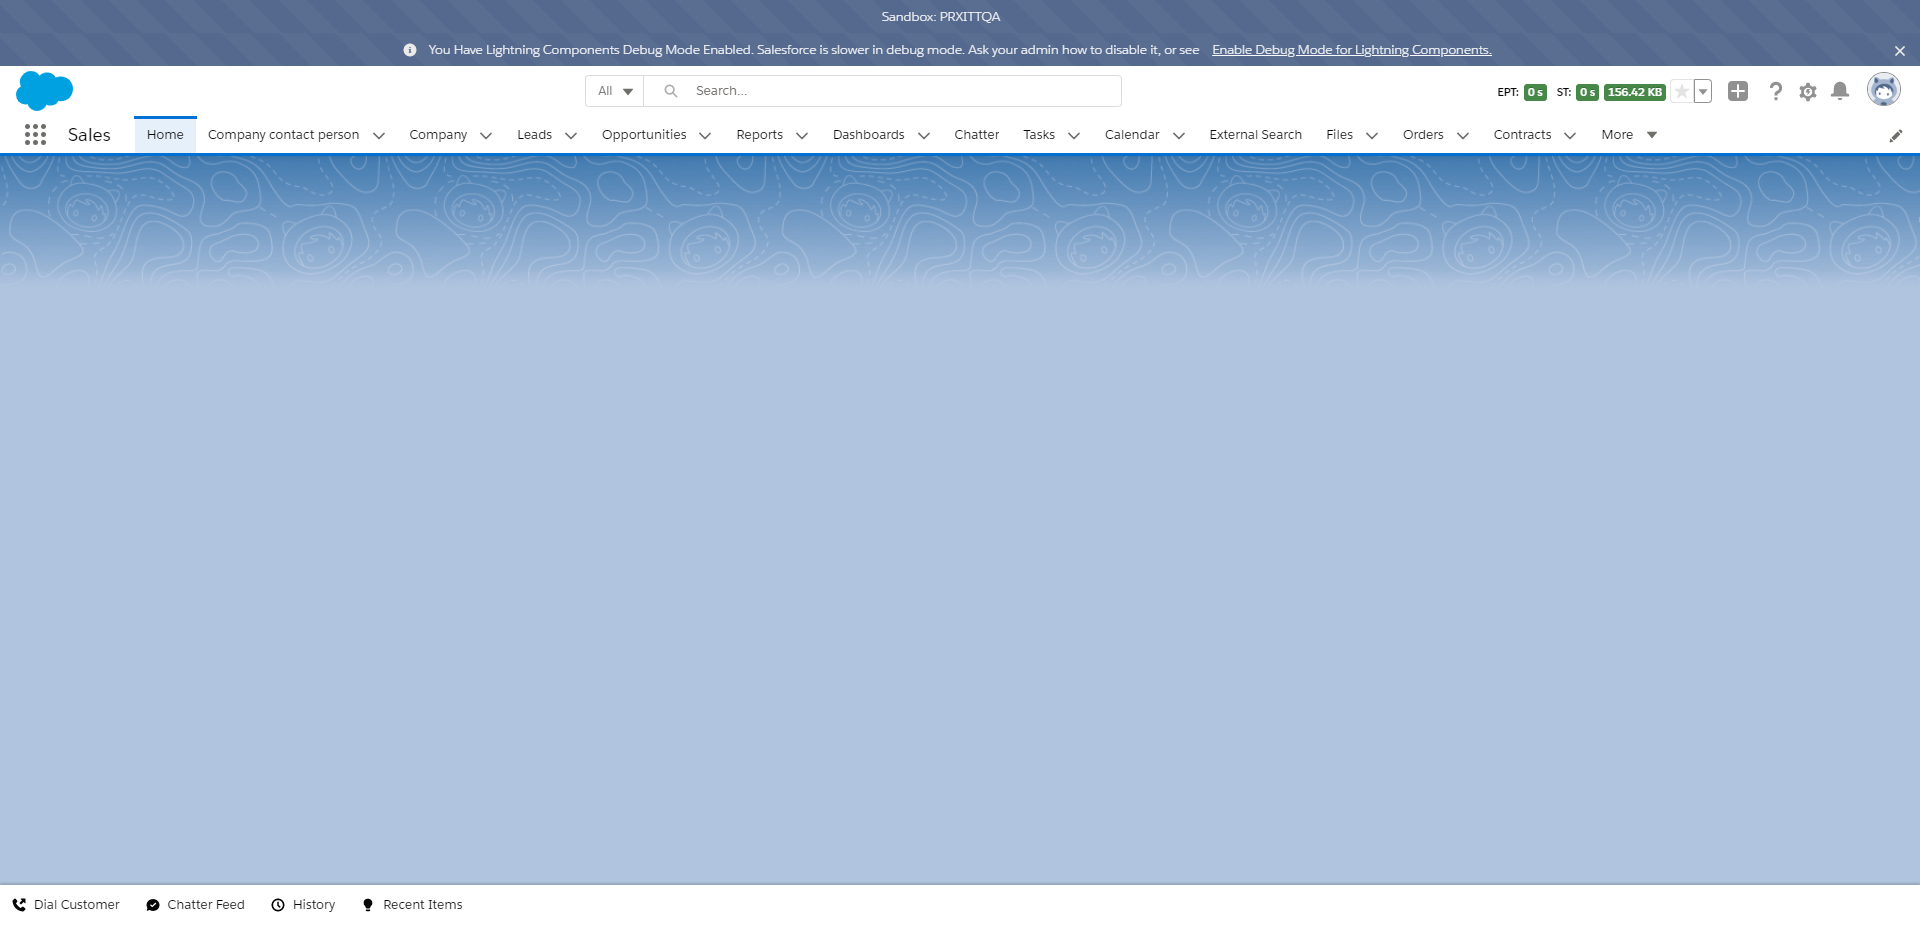 Sandbox: PRXITTQA
You Have Lightning Components Debug Mode Enabled. Salesforce is slower in debug mode. Ask your admin how to disable it, or see Enable Debug Mode for Lightning Components.
All Search... EPT: 0 s ST: 0 s 156.42 KB
Sales Home Company contact person Company Leads Opportunities Reports Dashboards Chatter Tasks Calendar External Search Files Orders Contracts More
Dial Customer Chatter Feed History Recent Items